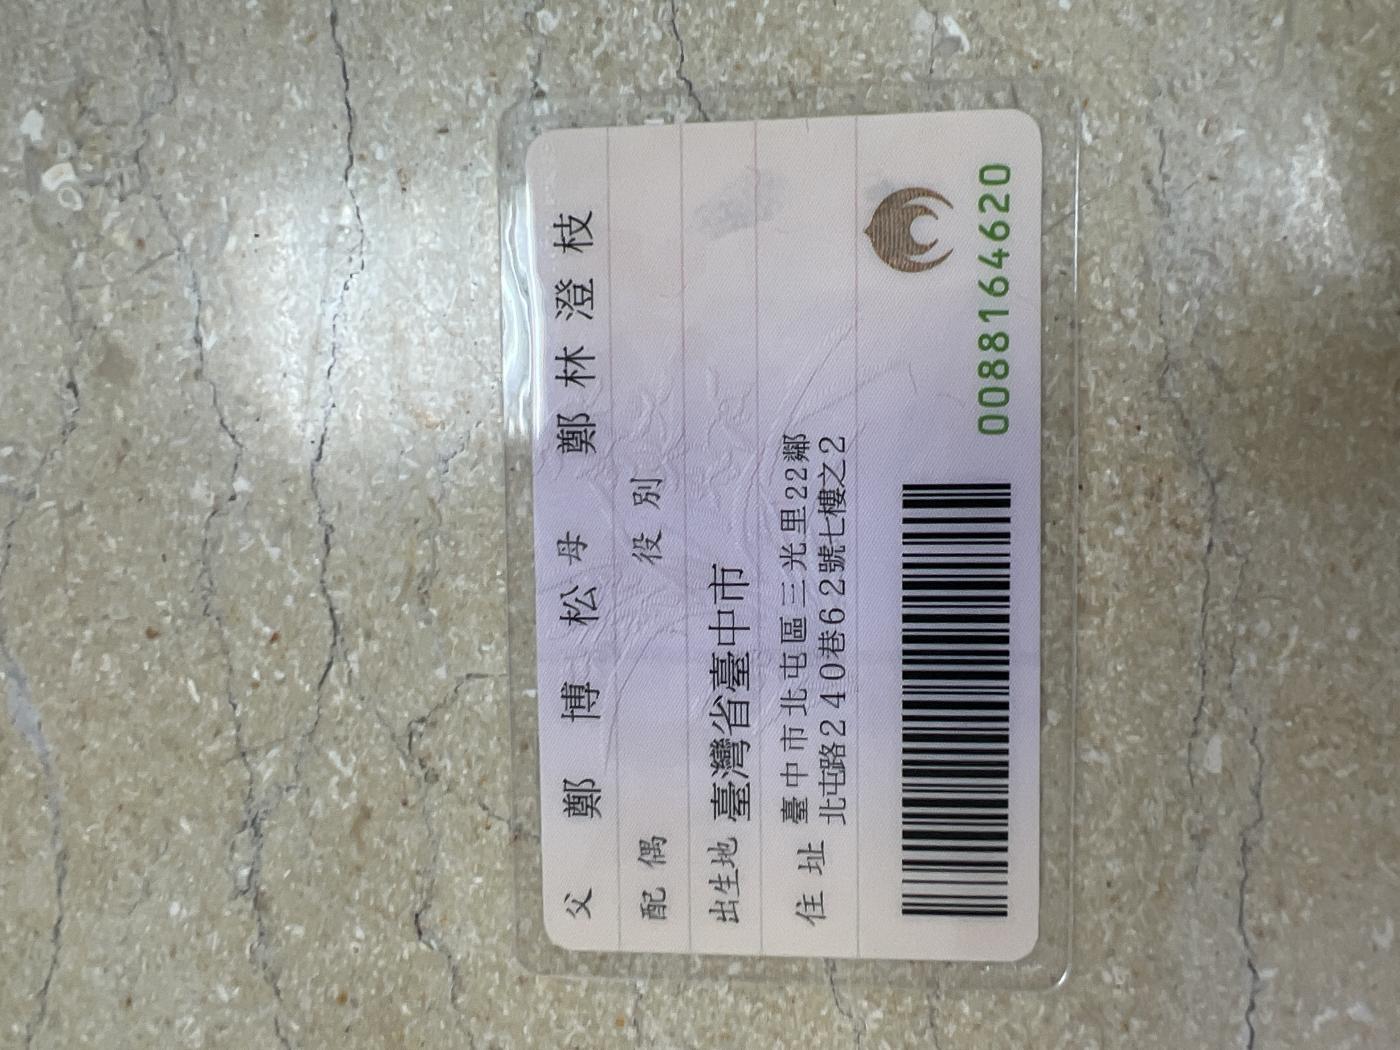 父 鄭 博 松 母 鄭 林 澄 枝
配 偶 役 別
出生地 臺灣省臺中市
住 址 臺中市北屯區三光里22鄰
北屯路240巷62號七樓之2
0088164620